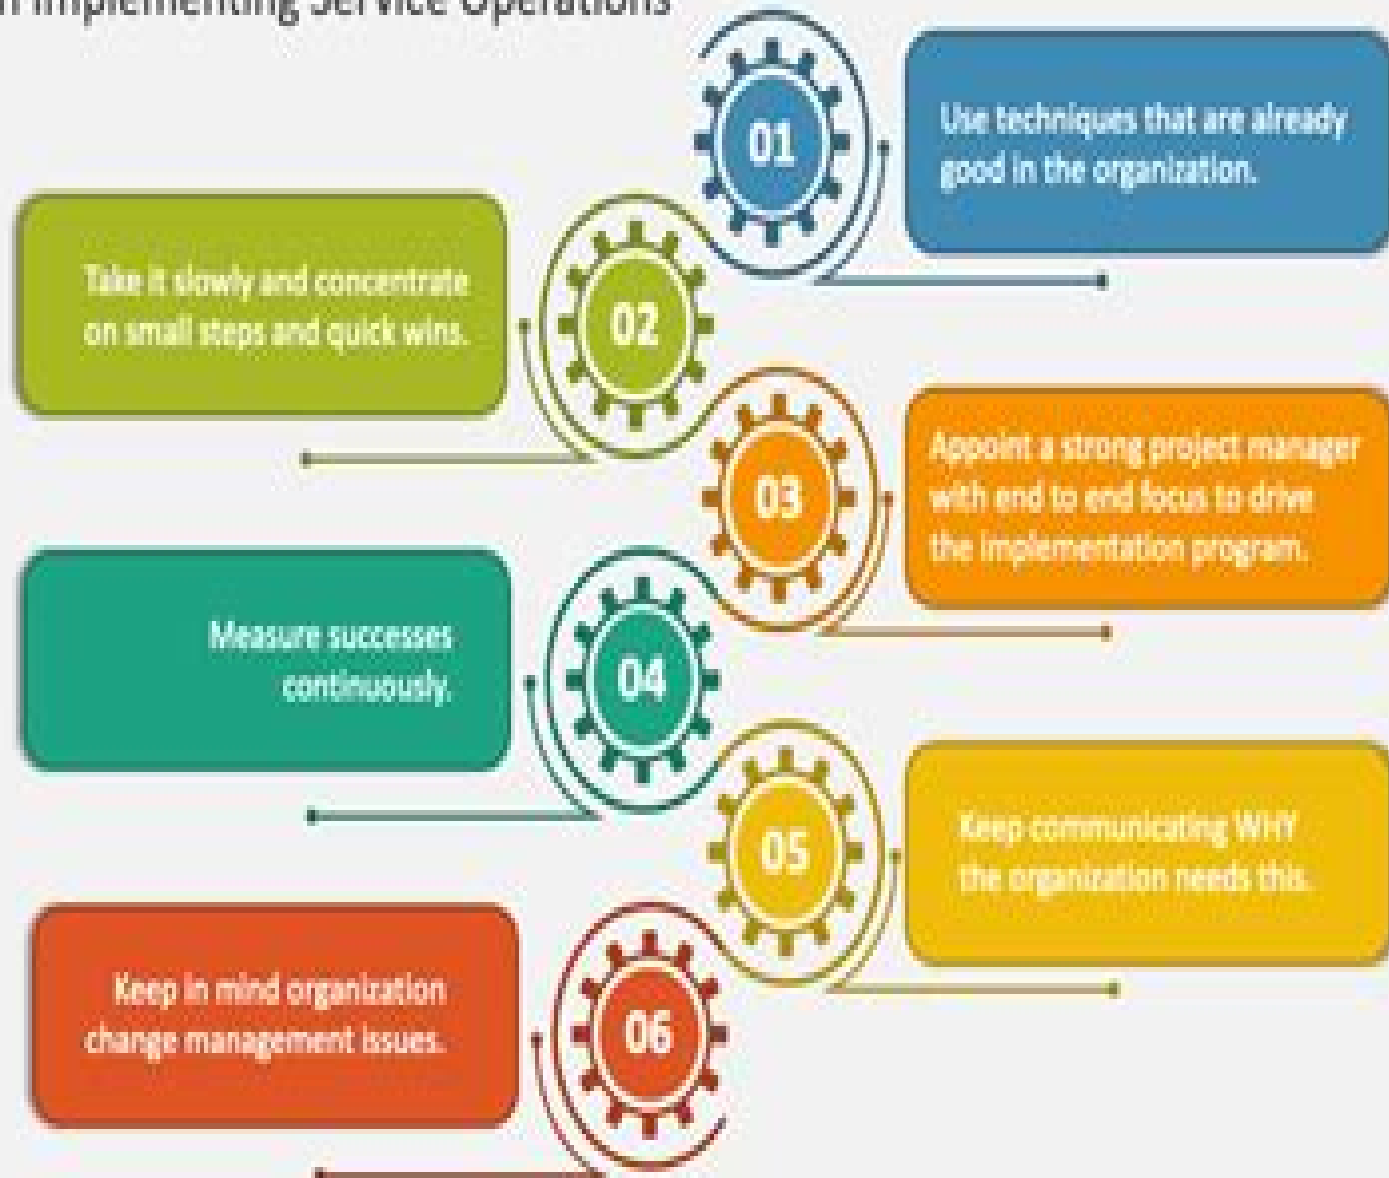 Implementing Service Operations
01
Use techniques that are already
good in the organization.
02
Take it slowly and concentrate
on small steps and quick wins.
03
Appoint a strong project manager
with end to end focus to drive
the implementation program.
04
Measure successes
continuously.
05
Keep communicating WHY
the organization needs this.
06
Keep in mind organization
change management issues.